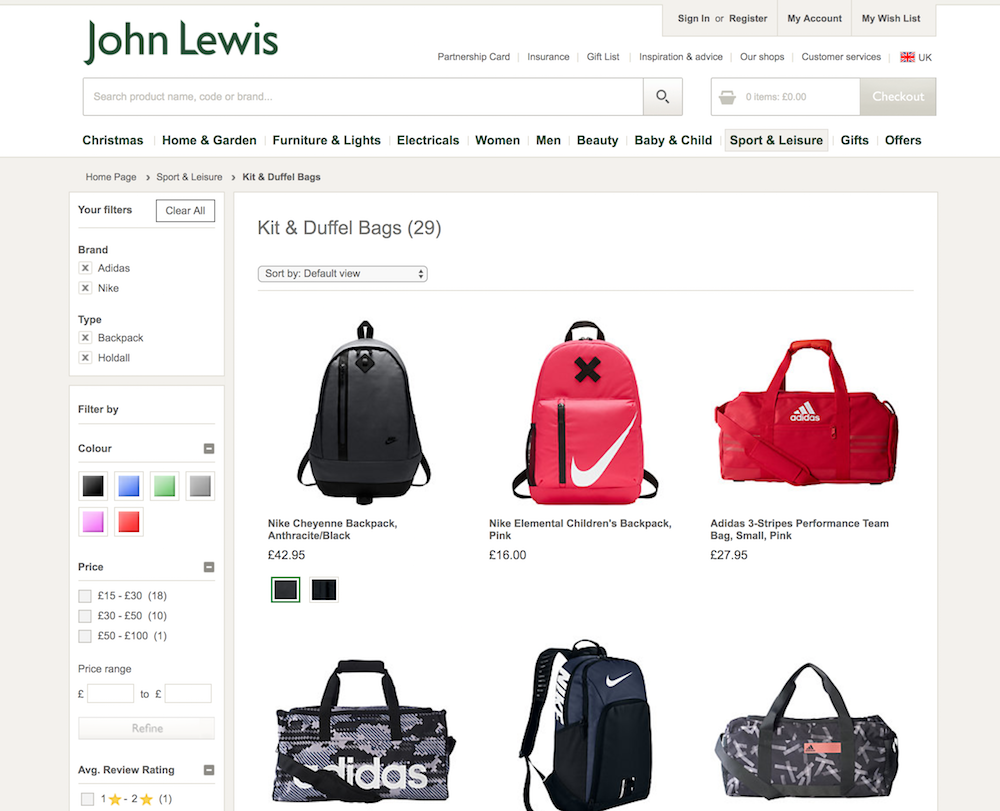 Sign In or Register My Account My Wish List
John Lewis
Partnership Card Insurance Gift List Inspiration & advice Our shops Customer services UK
Search product name, code or brand...
0 items: £0.00 Checkout
Christmas Home & Garden Furniture & Lights Electricals Women Men Beauty Baby & Child Sport & Leisure Gifts Offers
Home Page › Sport & Leisure › Kit & Duffel Bags
Your filters Clear All
Brand
x Adidas
x Nike
Type
x Backpack
x Holdall
Filter by
Colour
Price
£15 - £30 (18)
£30 - £50 (10)
£50 - £100 (1)
Price range
£ to £
Refine
Avg. Review Rating
1 ★ - 2 ★ (1)
Kit & Duffel Bags (29)
Sort by: Default view
adidas
Nike Cheyenne Backpack,
Anthracite/Black
£42.95
Nike Elemental Children's Backpack,
Pink
£16.00
Adidas 3-Stripes Performance Team
Bag, Small, Pink
£27.95
adidas
NIKE